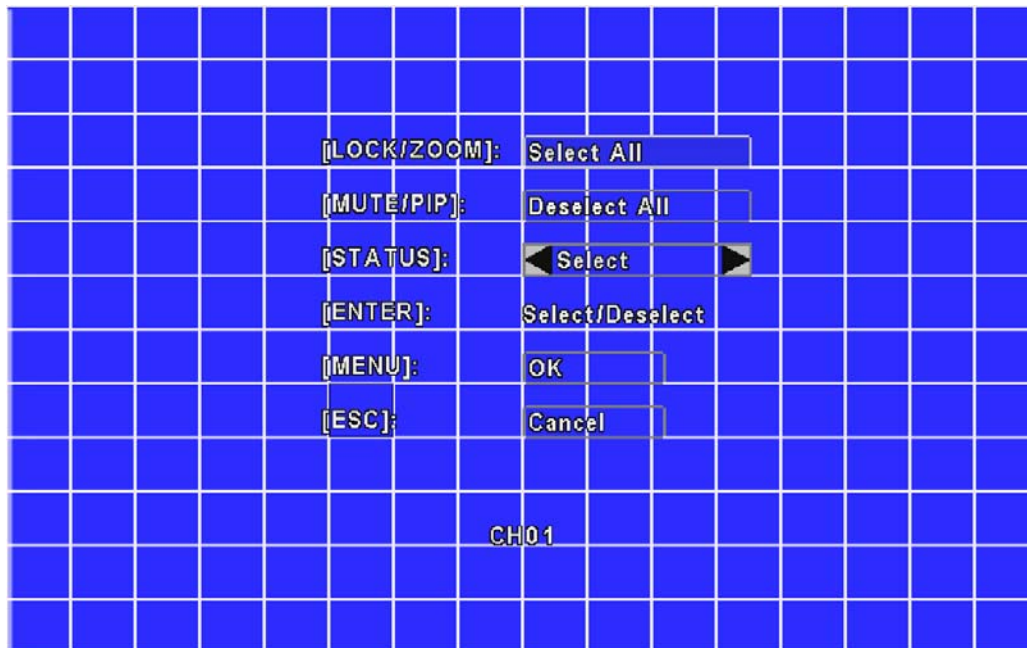 [LOCK/ZOOM]: Select All
[MUTE/PIP]: Deselect All
[STATUS]: Select
[ENTER]: Select/Deselect
[MENU]: OK
[ESC]: Cancel
CH01